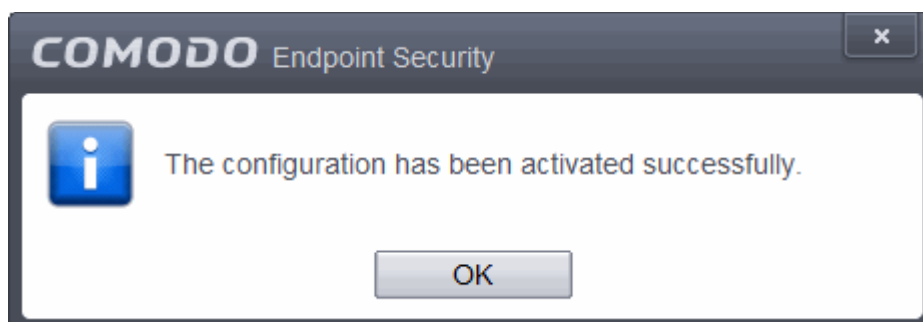 COMODO Endpoint Security
The configuration has been activated successfully.
OK